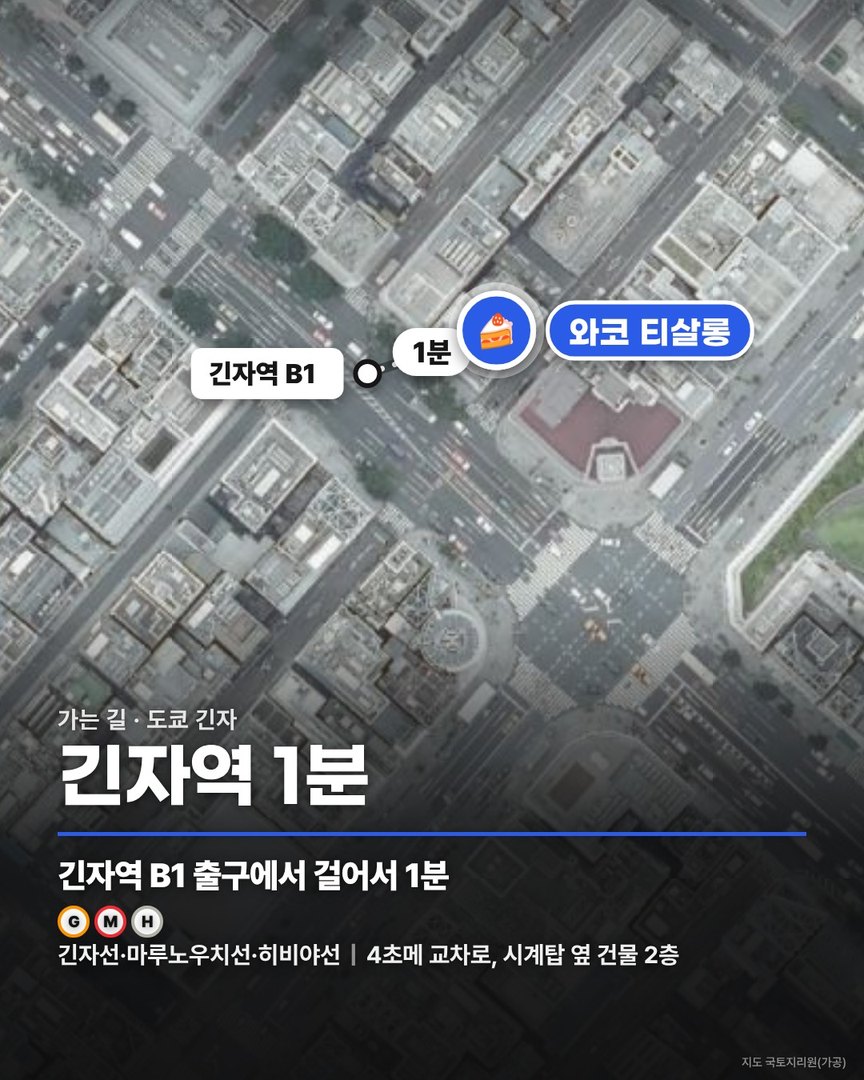 긴자역 B1
1분
와코 티살롱
가는 길 · 도쿄 긴자
긴자역 1분
긴자역 B1 출구에서 걸어서 1분
G M H
긴자선·마루노우치선·히비야선 | 4초메 교차로, 시계탑 옆 건물 2층
지도 국토지리원(가공)